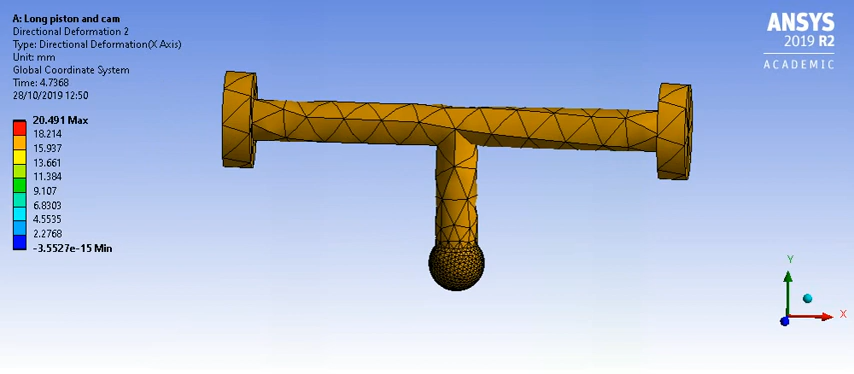 A: Long piston and cam
Directional Deformation 2
Type: Directional Deformation(X Axis)
Unit: mm
Global Coordinate System
Time: 4.7368
28/10/2019 12:50
20.491 Max
18.214
15.937
13.661
11.384
9.107
6.8303
4.5535
2.2768
-3.5527e-15 Min
ANSYS
2019 R2
ACADEMIC
Y
X